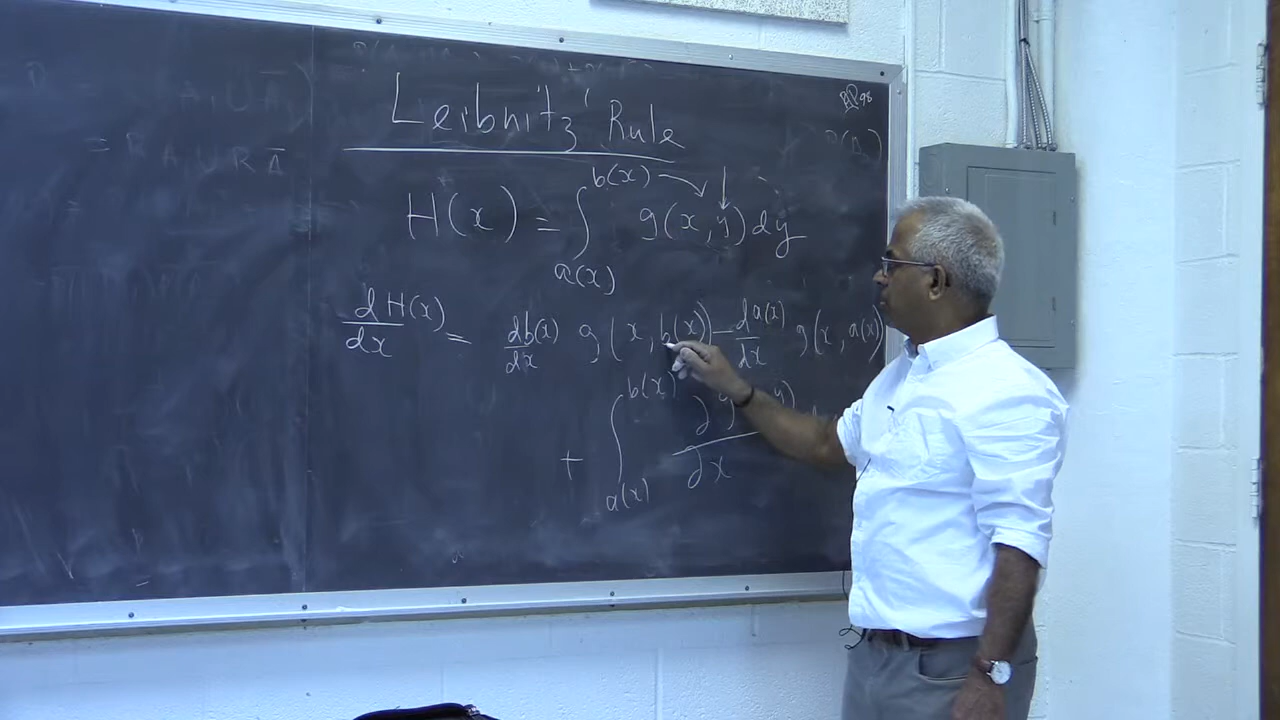 Leibnitz' Rule
H(x) = ∫_{a(x)}^{b(x)} g(x, y) dy
dH(x)/dx = db(x)/dx g(x, b(x)) − da(x)/dx g(x, a(x))
+ ∫_{a(x)}^{b(x)} ∂g y)/∂x
= R A U R A̅